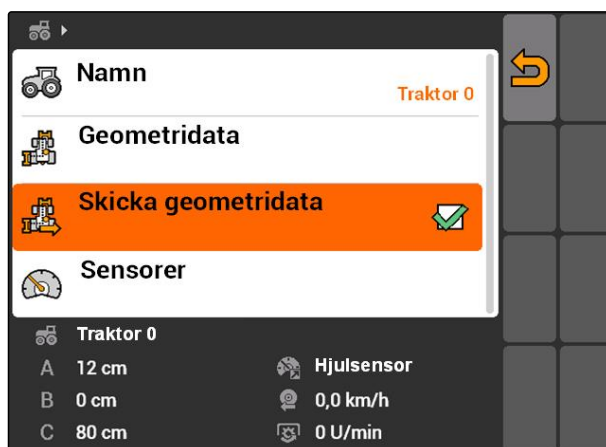 Namn
Traktor 0
Geometridata
Skicka geometridata
Sensorer
Traktor 0
A 12 cm Hjulsensor
B 0 cm 0,0 km/h
C 80 cm 0 U/min